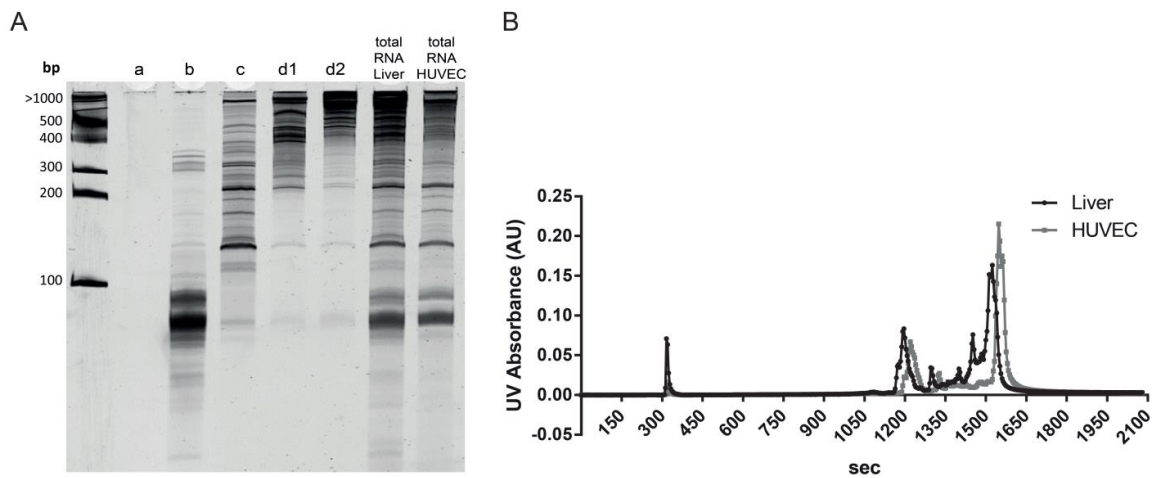 A
B
total
RNA
Liver
total
RNA
HUVEC
bp
a
b
c
d1
d2
>1000
500
400
300
200
100
0.25
0.20
0.15
0.10
0.05
0.00
-0.05
UV Absorbance (AU)
Liver
HUVEC
150
300
450
600
750
900
1050
1200
1350
1500
1650
1800
1950
2100
sec